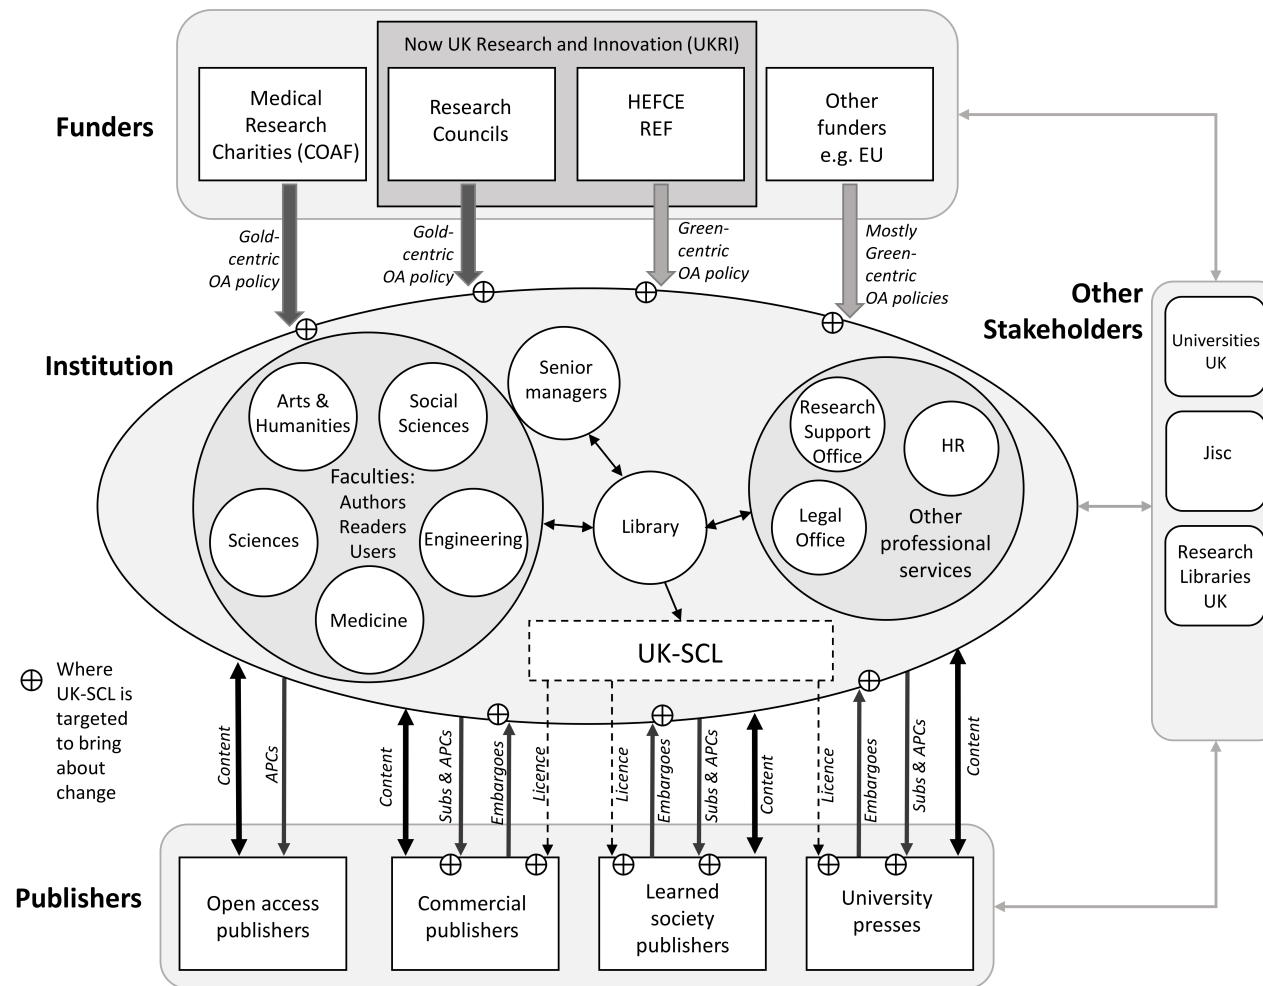 Now UK Research and Innovation (UKRI)
Funders
Medical
Research
Charities (COAF)
Research
Councils
HEFCE
REF
Other
funders
e.g. EU
Gold-
centric
OA policy
Gold-
centric
OA policy
Green-
centric
OA policy
Mostly
Green-
centric
OA policies
Other
Stakeholders
Universities
UK
Jisc
Research
Libraries
UK
Institution
Arts &
Humanities
Social
Sciences
Faculties:
Authors
Readers
Users
Sciences
Engineering
Medicine
Senior
managers
Library
Research
Support
Office
HR
Legal
Office
Other
professional
services
UK-SCL
Where
UK-SCL is
targeted
to bring
about
change
Content
APCs
Content
Subs & APCs
Embargoes
Licence
Licence
Embargoes
Subs & APCs
Content
Licence
Embargoes
Subs & APCs
Content
Publishers
Open access
publishers
Commercial
publishers
Learned
society
publishers
University
presses